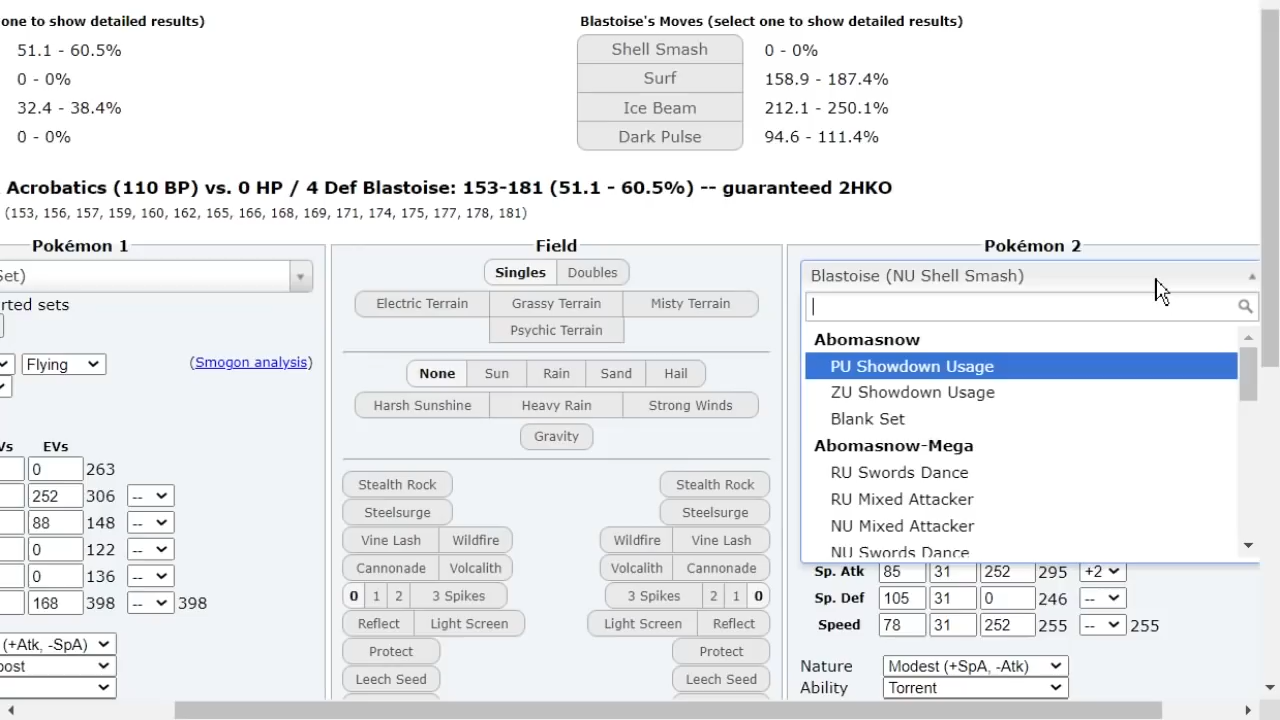 one to show detailed results)
Blastoise's Moves (select one to show detailed results)
51.1 - 60.5%
Shell Smash 0 - 0%
0 - 0%
Surf 158.9 - 187.4%
32.4 - 38.4%
Ice Beam 212.1 - 250.1%
0 - 0%
Dark Pulse 94.6 - 111.4%
Acrobatics (110 BP) vs. 0 HP / 4 Def Blastoise: 153-181 (51.1 - 60.5%) -- guaranteed 2HKO
(153, 156, 157, 159, 160, 162, 165, 166, 168, 169, 171, 174, 175, 177, 178, 181)
Pokémon 1
Set)
rted sets
Flying
(Smogon analysis)
Vs EVs
0 263
252 306 --
88 148 --
0 122 --
0 136 --
168 398 -- 398
(+Atk, -SpA)
oost
Field
Singles Doubles
Electric Terrain Grassy Terrain Misty Terrain
Psychic Terrain
None Sun Rain Sand Hail
Harsh Sunshine Heavy Rain Strong Winds
Gravity
Stealth Rock Stealth Rock
Steelsurge Steelsurge
Vine Lash Wildfire Wildfire Vine Lash
Cannonade Volcalith Volcalith Cannonade
0 1 2 3 Spikes 3 Spikes 2 1 0
Reflect Light Screen Light Screen Reflect
Protect Protect
Leech Seed Leech Seed
Pokémon 2
Blastoise (NU Shell Smash)
Abomasnow
PU Showdown Usage
ZU Showdown Usage
Blank Set
Abomasnow-Mega
RU Swords Dance
RU Mixed Attacker
NU Mixed Attacker
NU Swords Dance
Sp. Atk 85 31 252 295 +2
Sp. Def 105 31 0 246 --
Speed 78 31 252 255 -- 255
Nature Modest (+SpA, -Atk)
Ability Torrent